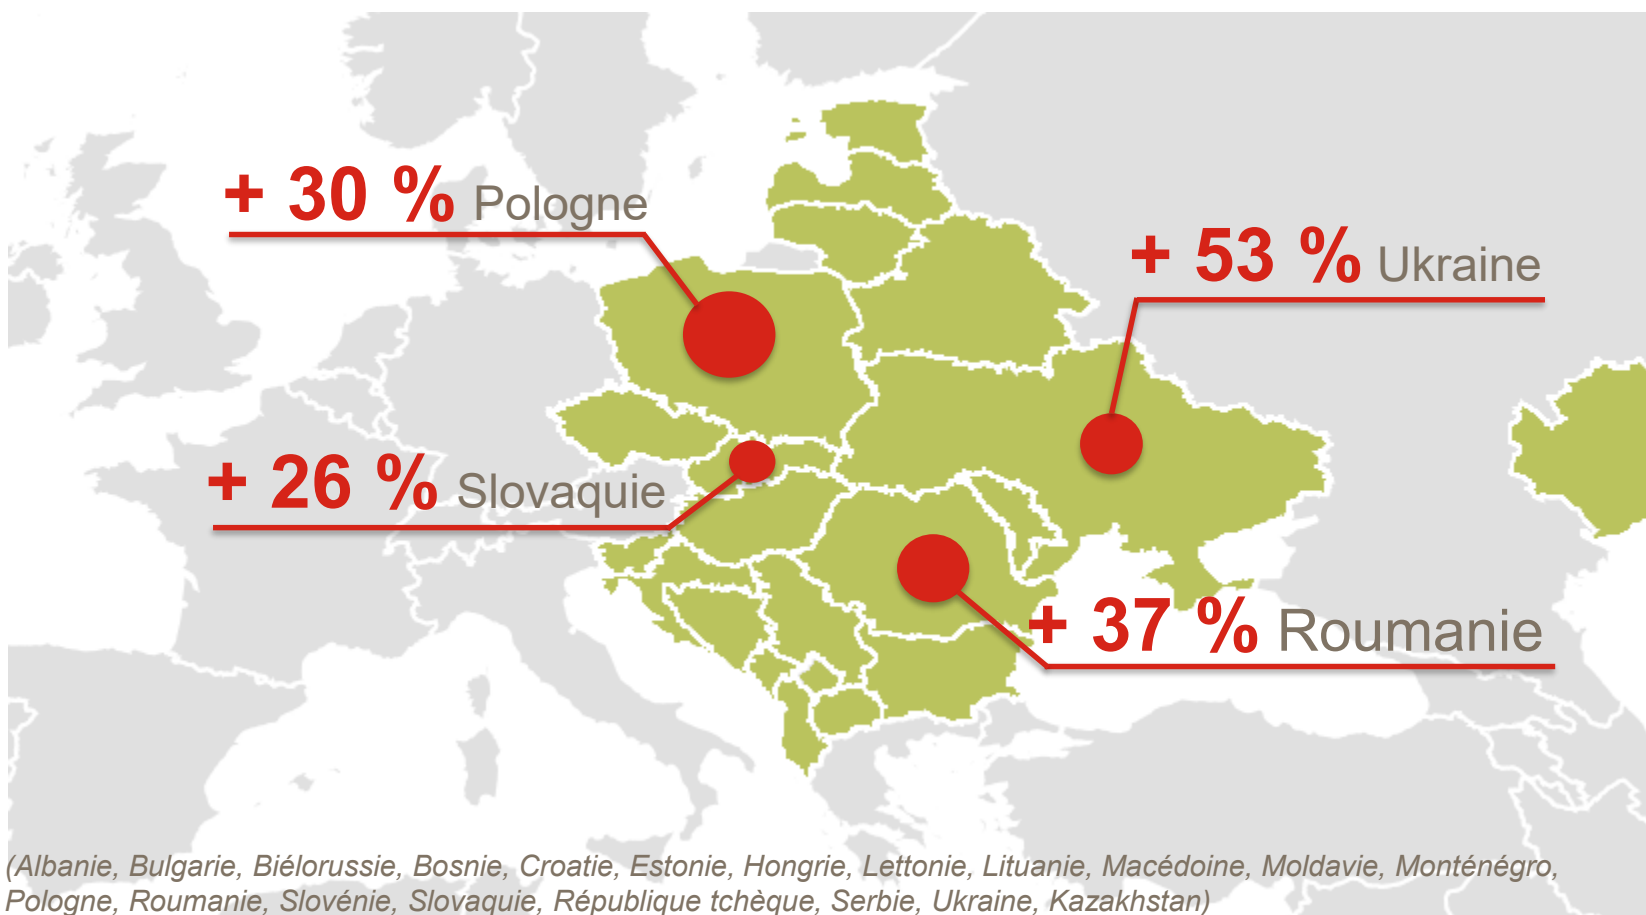 + 30 % Pologne
+ 53 % Ukraine
+ 26 % Slovaquie
+ 37 % Roumanie
(Albanie, Bulgarie, Biélorussie, Bosnie, Croatie, Estonie, Hongrie, Lettonie, Lituanie, Macédoine, Moldavie, Monténégro,
Pologne, Roumanie, Slovénie, Slovaquie, République tchèque, Serbie, Ukraine, Kazakhstan)